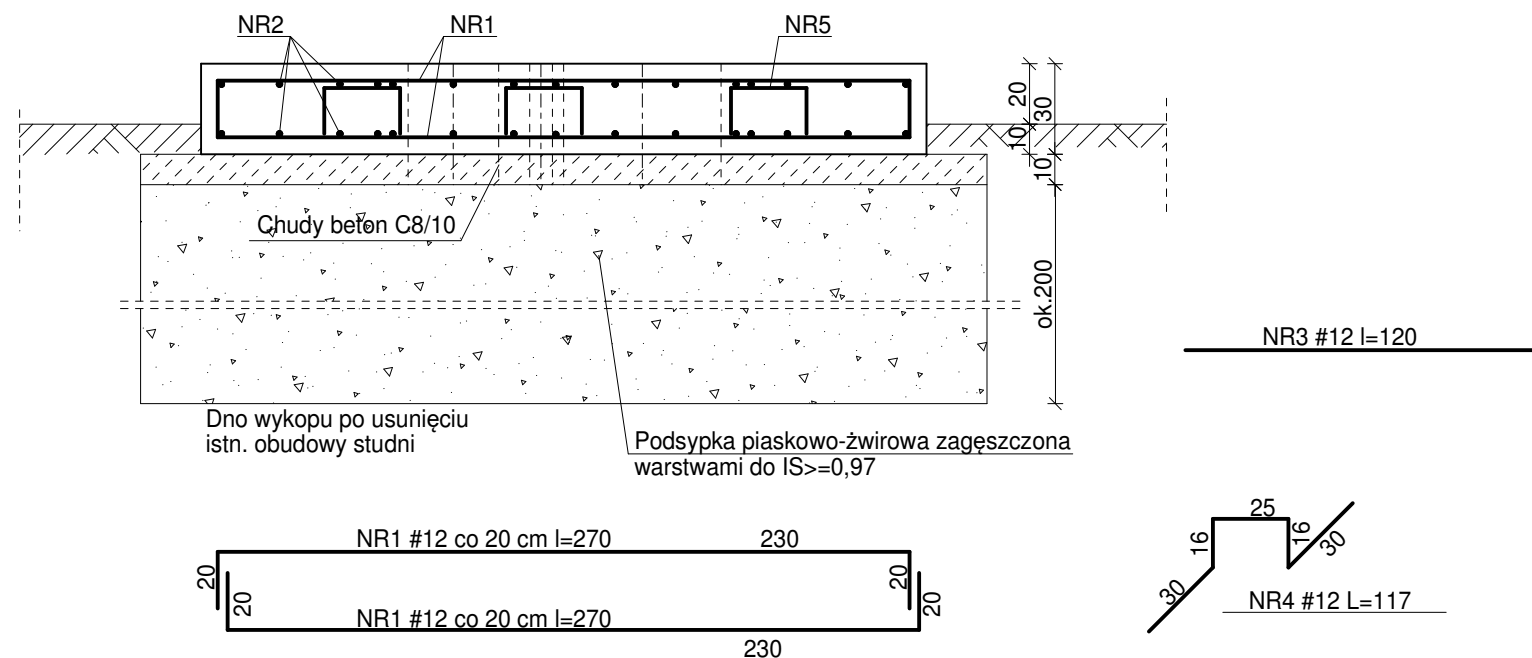 NR2
NR1
NR5
20
30
10
10
Chudy beton C8/10
ok.200
NR3 #12 l=120
Dno wykopu po usunięciu
istn. obudowy studni
Podsypka piaskowo-żwirowa zagęszczona
warstwami do IS>=0,97
NR1 #12 co 20 cm l=270
230
20
20
20
20
NR1 #12 co 20 cm l=270
230
25
16
16
30
30
NR4 #12 L=117